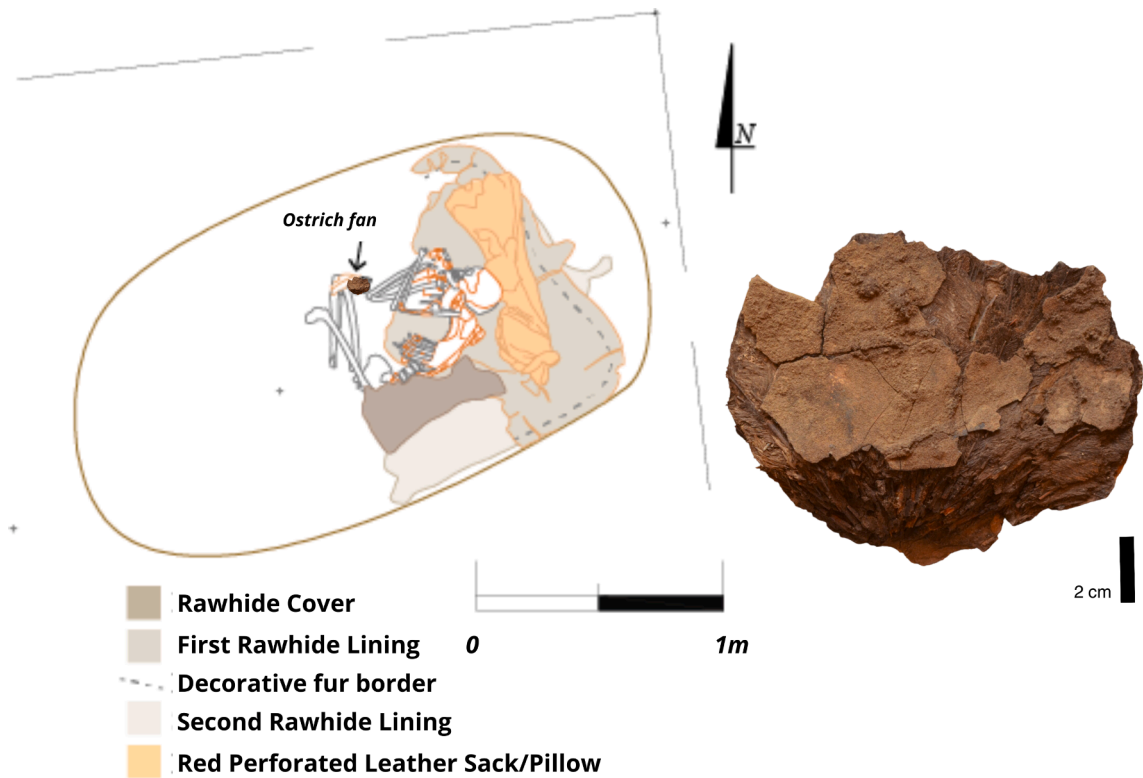 N
Ostrich fan
2 cm
Rawhide Cover
First Rawhide Lining
0
1m
Decorative fur border
Second Rawhide Lining
Red Perforated Leather Sack/Pillow